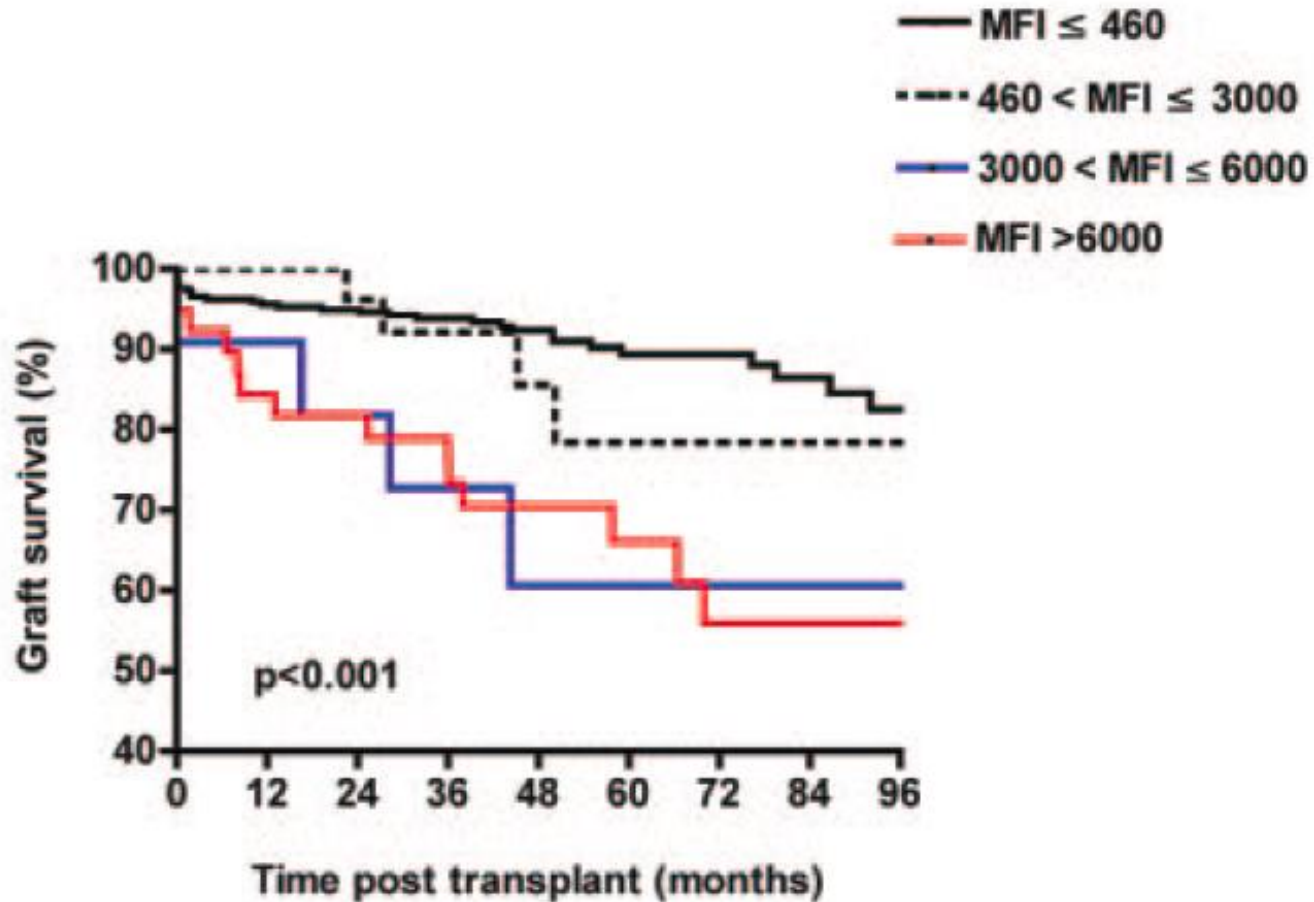 MFI ≤ 460
460 < MFI ≤ 3000
3000 < MFI ≤ 6000
MFI >6000
100
90
80
70
60
50
40
Graft survival (%)
p<0.001
0 12 24 36 48 60 72 84 96
Time post transplant (months)